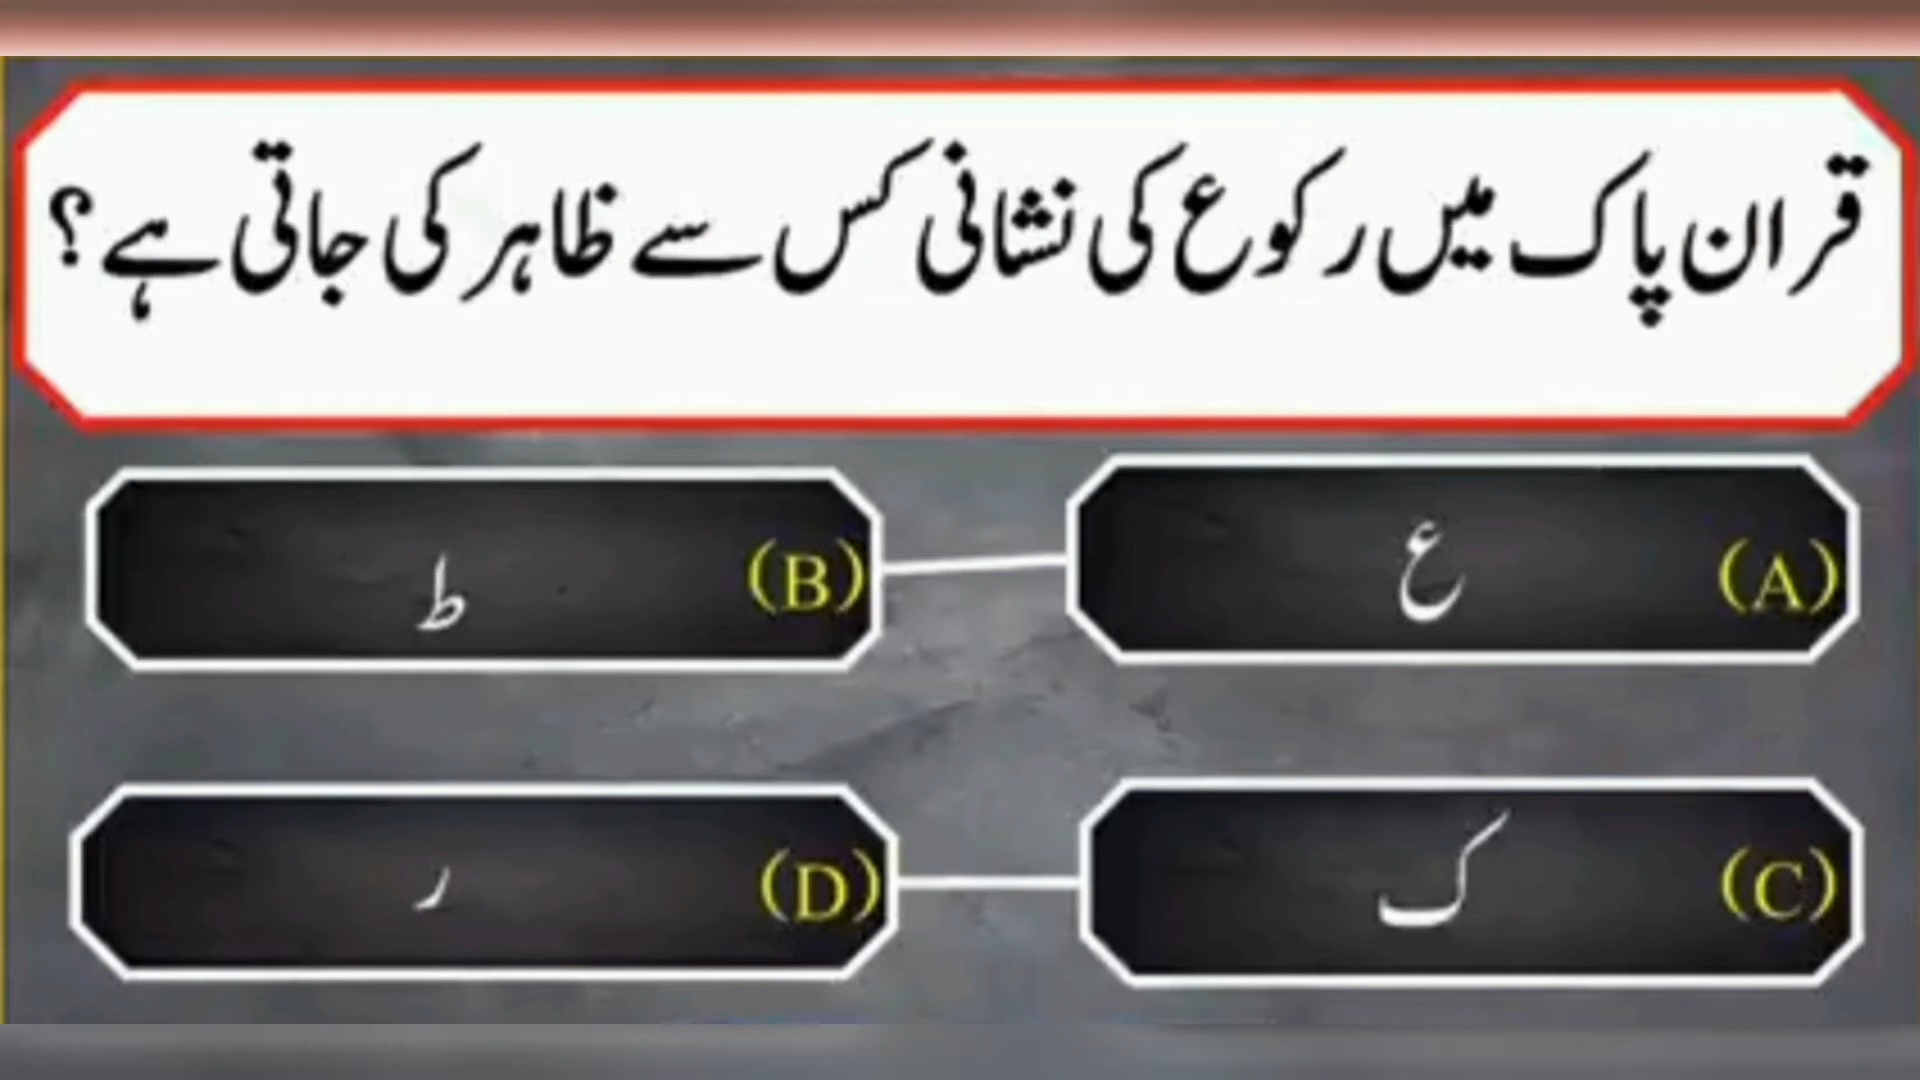 قران پاک میں رکوع کی نشانی کس سے ظاہر کی جاتی ہے؟
(A) ع
(B) ط
(C) ک
(D) ر